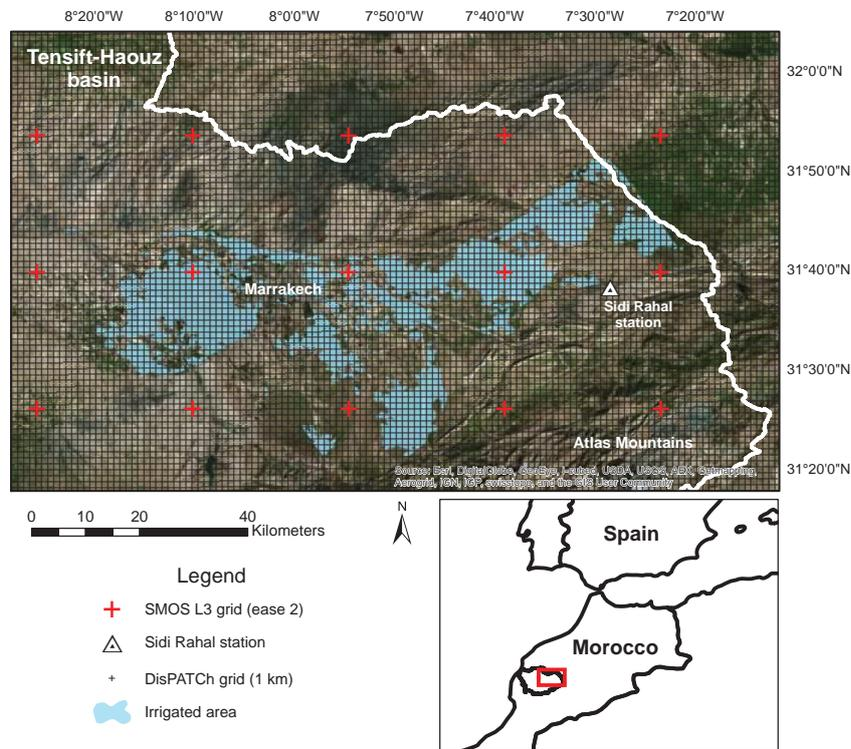 8°20'0"W 8°10'0"W 8°0'0"W 7°50'0"W 7°40'0"W 7°30'0"W 7°20'0"W
Tensift-Haouz
basin
32°0'0"N
31°50'0"N
31°40'0"N
Marrakech
Sidi Rahal
station
31°30'0"N
Atlas Mountains
31°20'0"N
Source: Esri, DigitalGlobe, GeoEye, i-cubed, USDA, USGS, AEX, Getmapping,
Aerogrid, IGN, IGP, swisstopo, and the GIS User Community
0 10 20 40
Kilometers
N
Legend
SMOS L3 grid (ease 2)
Sidi Rahal station
DisPATCh grid (1 km)
Irrigated area
Spain
Morocco